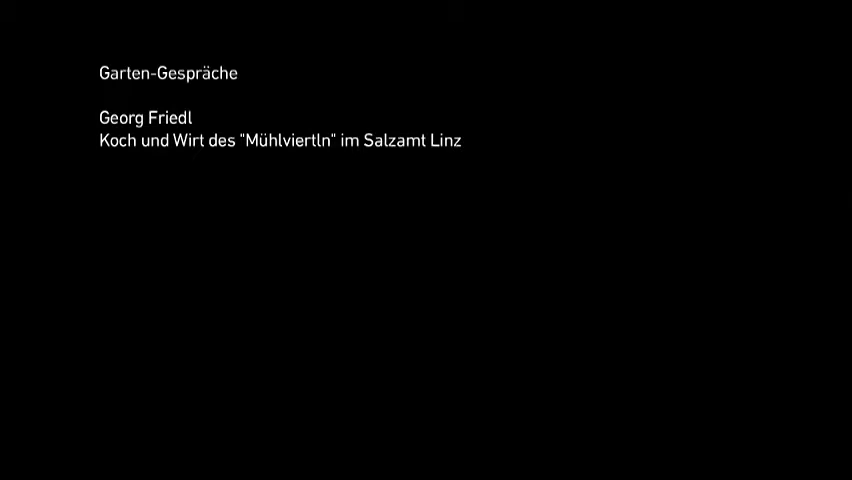 Garten-Gespräche
Georg Friedl
Koch und Wirt des "Mühlviertln" im Salzamt Linz